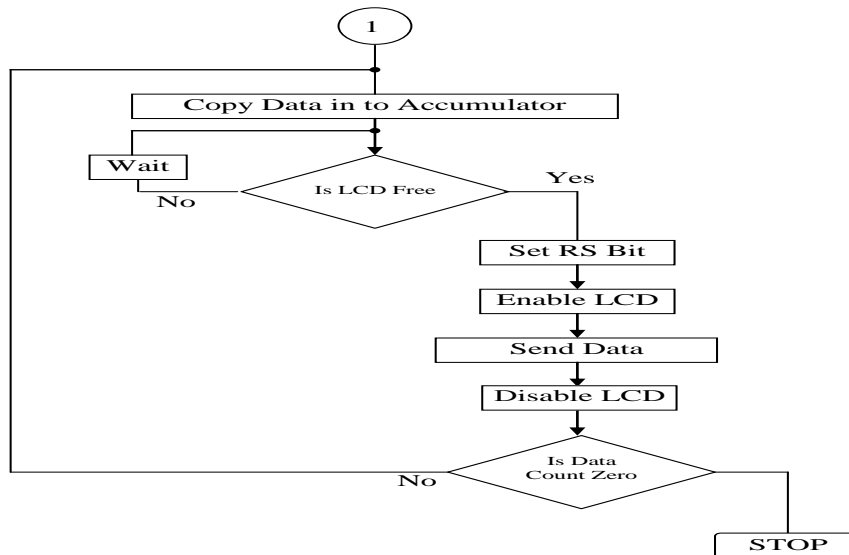 1
Copy Data in to Accumulator
Wait
Is LCD Free
No
Yes
Set RS Bit
Enable LCD
Send Data
Disable LCD
Is Data
Count Zero
No
STOP